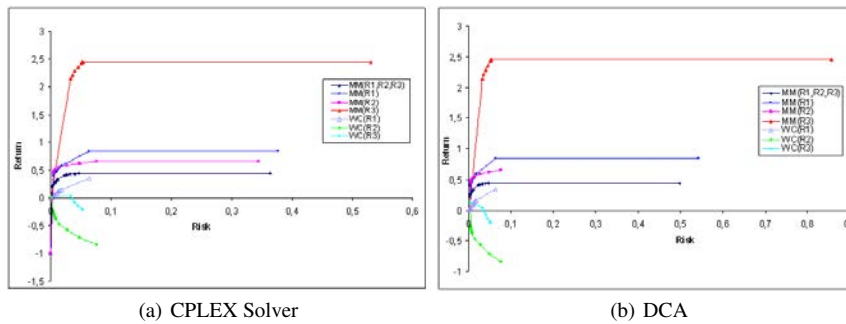 3
2,5
2
1,5
1
0,5
0
-0,5
-1
-1,5
Return
0,1
0,2
0,3
0,4
0,5
0,6
Risk
MM(R1,R2,R3)
MM(R1)
MM(R2)
MM(R3)
WC(R1)
WC(R2)
WC(R3)
(a) CPLEX Solver
3
2,5
2
1,5
1
0,5
0
-0,5
-1
Return
0,1
0,2
0,3
0,4
0,5
0,6
0,7
0,8
0,9
Risk
MM(R1,R2,R3)
MM(R1)
MM(R2)
MM(R3)
WC(R1)
WC(R2)
WC(R3)
(b) DCA